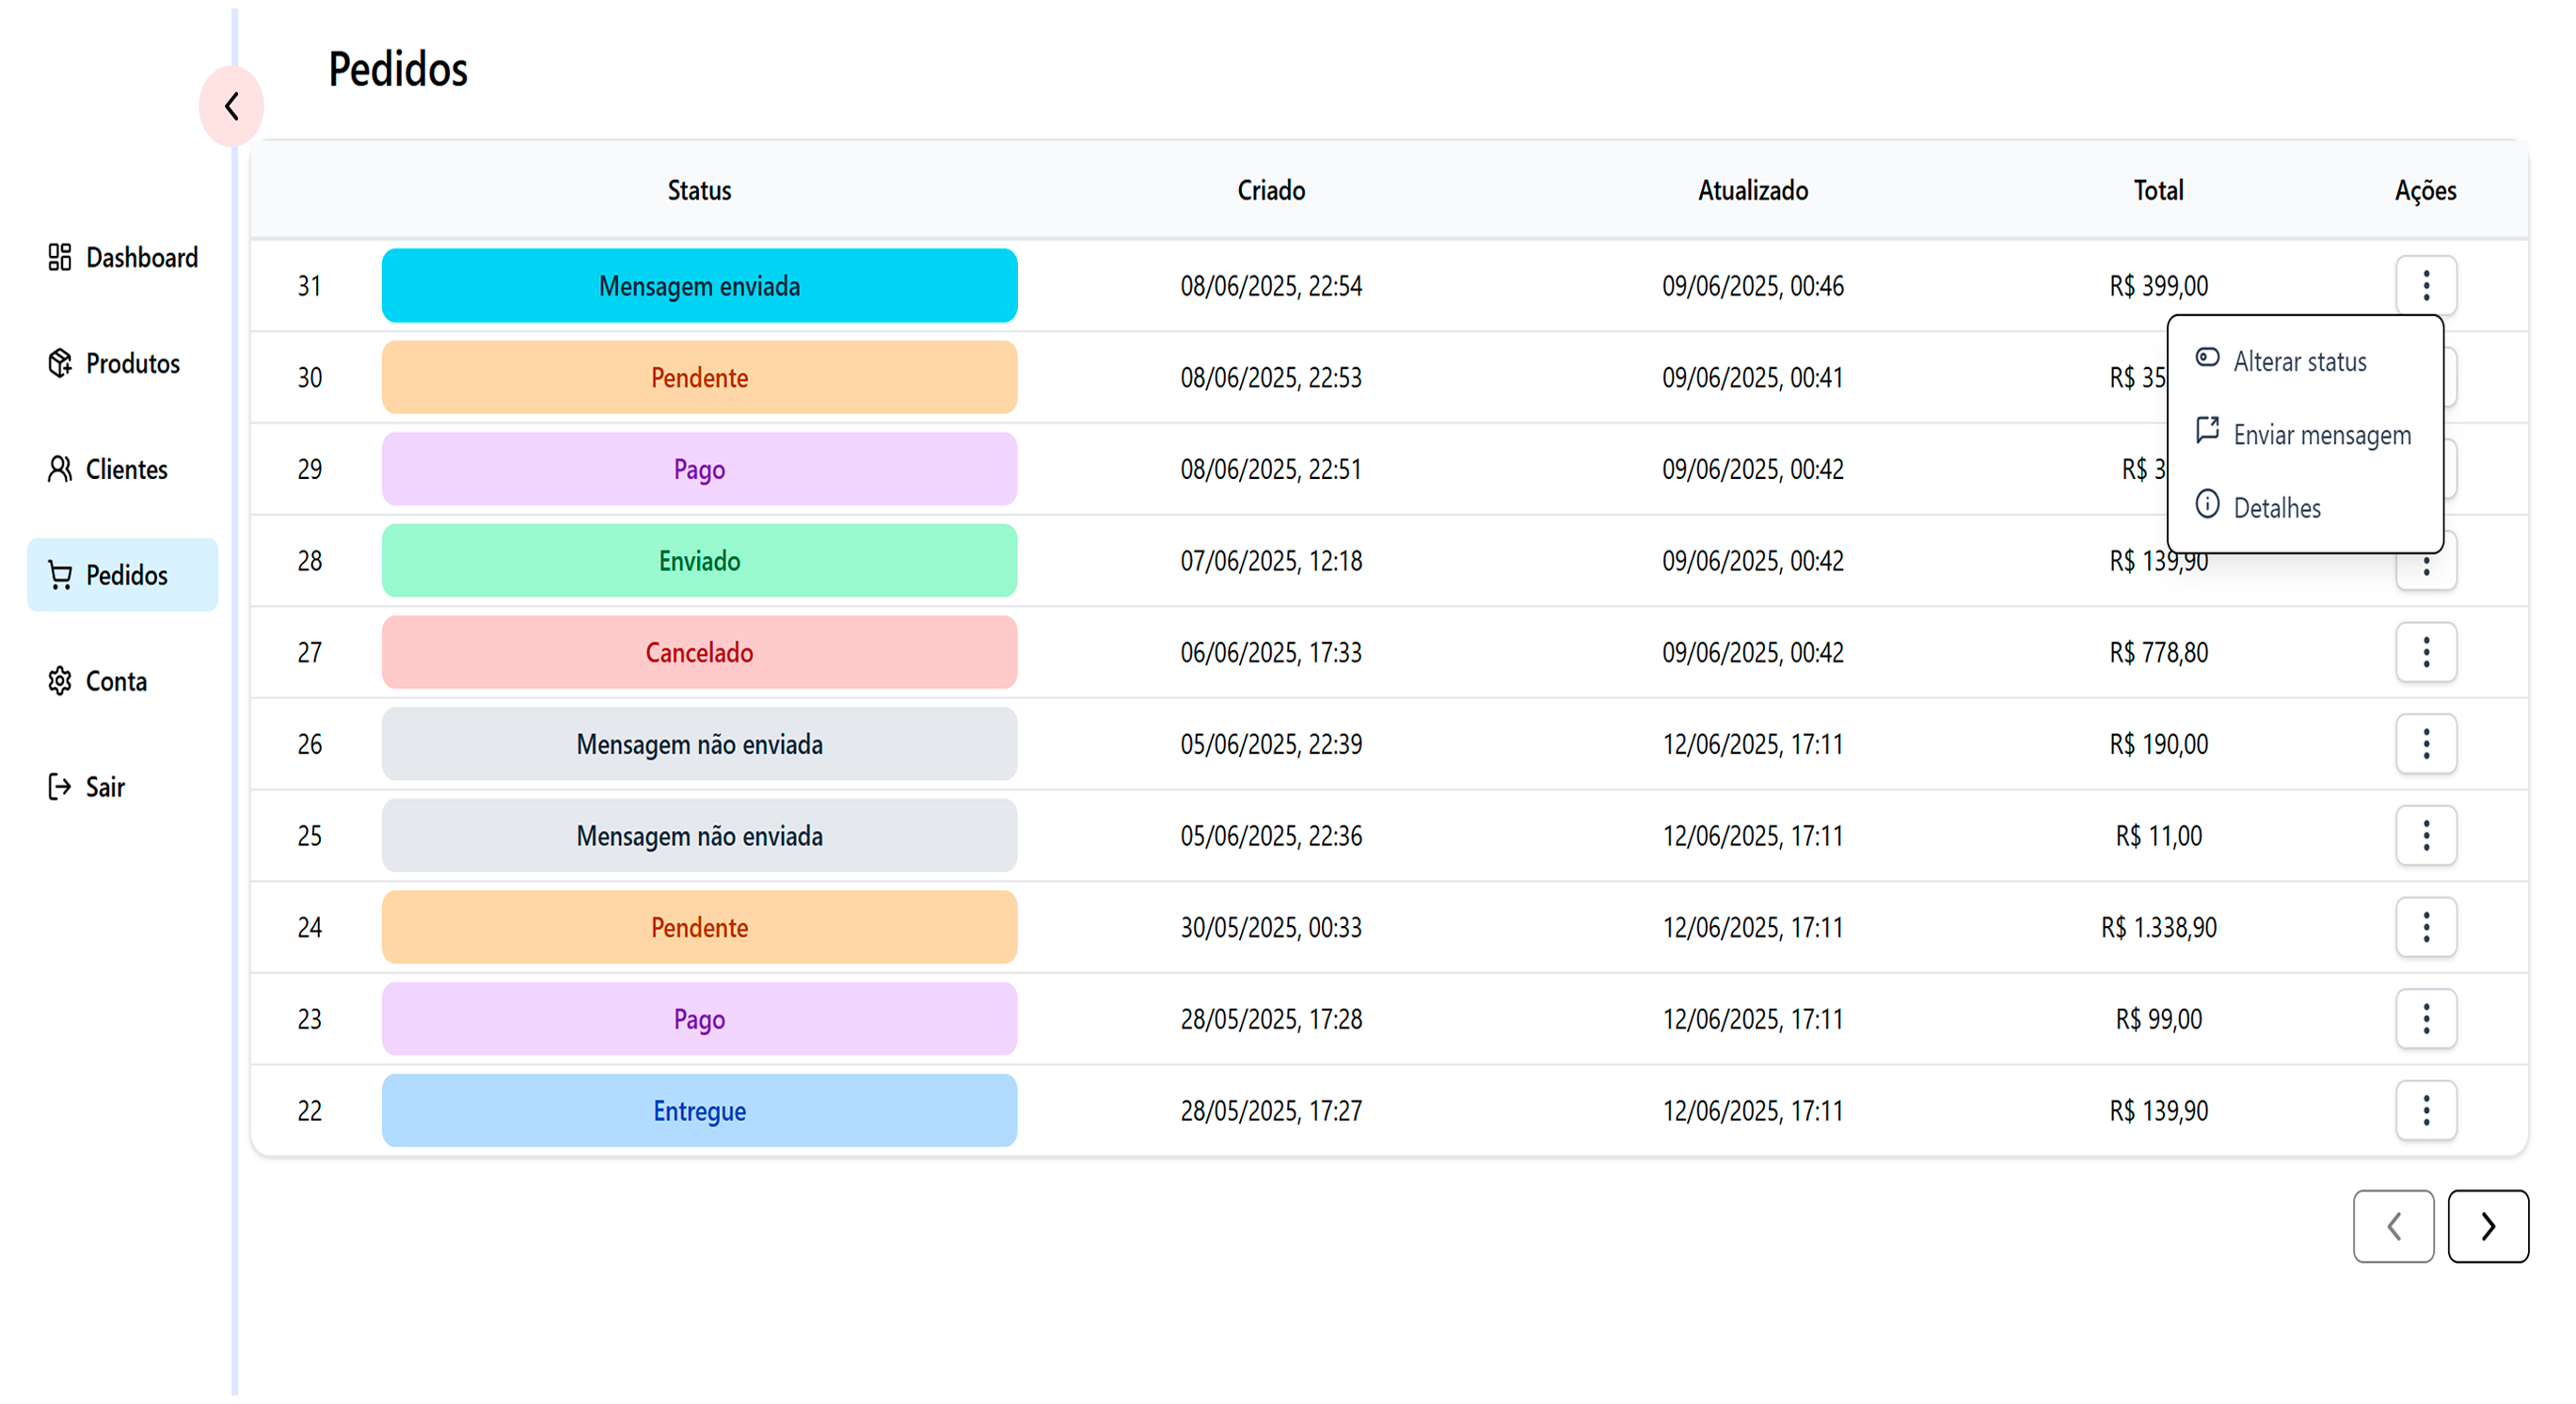 Pedidos
Dashboard
Produtos
Clientes
Pedidos
Conta
Sair
Status Criado Atualizado Total Ações
31 Mensagem enviada 08/06/2025, 22:54 09/06/2025, 00:46 R$ 399,00
30 Pendente 08/06/2025, 22:53 09/06/2025, 00:41 R$ 35
29 Pago 08/06/2025, 22:51 09/06/2025, 00:42 R$ 3
28 Enviado 07/06/2025, 12:18 09/06/2025, 00:42 R$ 139,90
27 Cancelado 06/06/2025, 17:33 09/06/2025, 00:42 R$ 778,80
26 Mensagem não enviada 05/06/2025, 22:39 12/06/2025, 17:11 R$ 190,00
25 Mensagem não enviada 05/06/2025, 22:36 12/06/2025, 17:11 R$ 11,00
24 Pendente 30/05/2025, 00:33 12/06/2025, 17:11 R$ 1.338,90
23 Pago 28/05/2025, 17:28 12/06/2025, 17:11 R$ 99,00
22 Entregue 28/05/2025, 17:27 12/06/2025, 17:11 R$ 139,90
Alterar status
Enviar mensagem
Detalhes